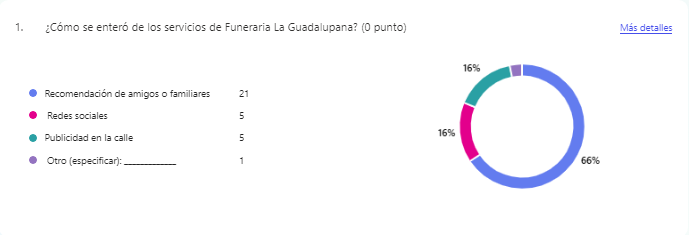 1. ¿Cómo se enteró de los servicios de Funeraria La Guadalupana? (0 punto)
Más detalles
Recomendación de amigos o familiares 21
Redes sociales 5
Publicidad en la calle 5
Otro (especificar): ____________ 1
16%
16%
66%